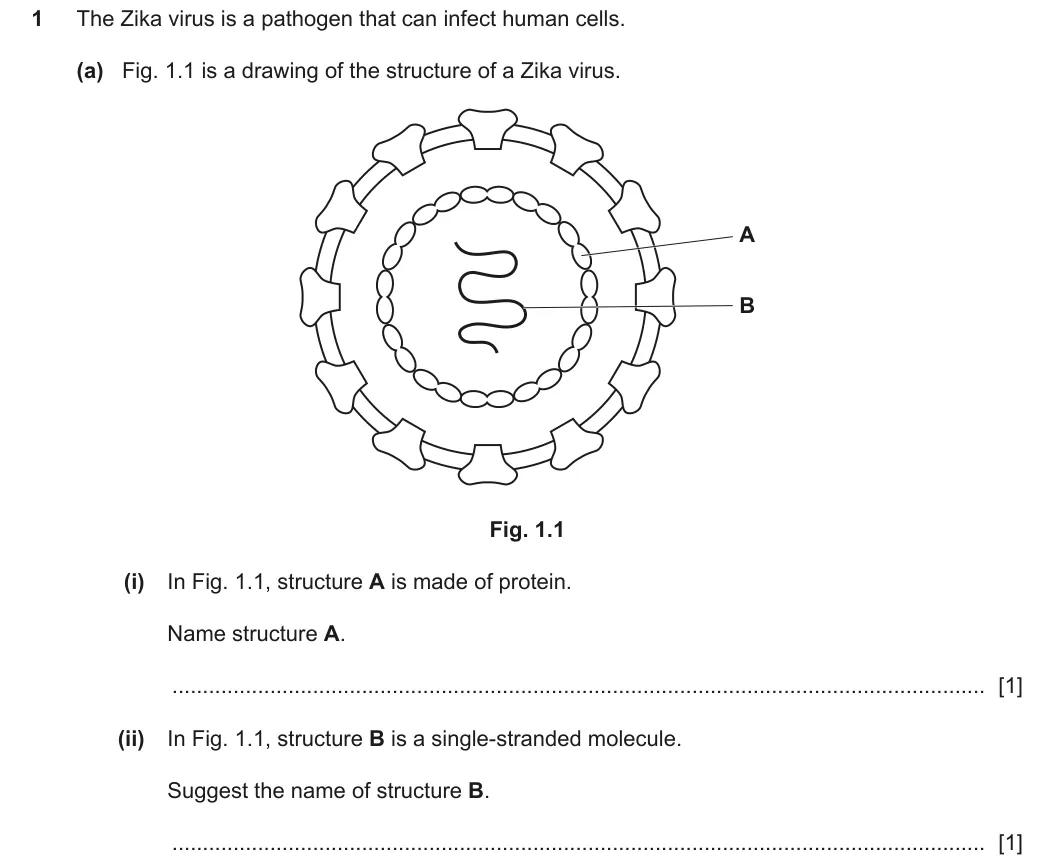 1 The Zika virus is a pathogen that can infect human cells.
(a) Fig. 1.1 is a drawing of the structure of a Zika virus.
A
B
Fig. 1.1
(i) In Fig. 1.1, structure A is made of protein.
Name structure A.
.......................................................................................................................................... [1]
(ii) In Fig. 1.1, structure B is a single-stranded molecule.
Suggest the name of structure B.
.......................................................................................................................................... [1]